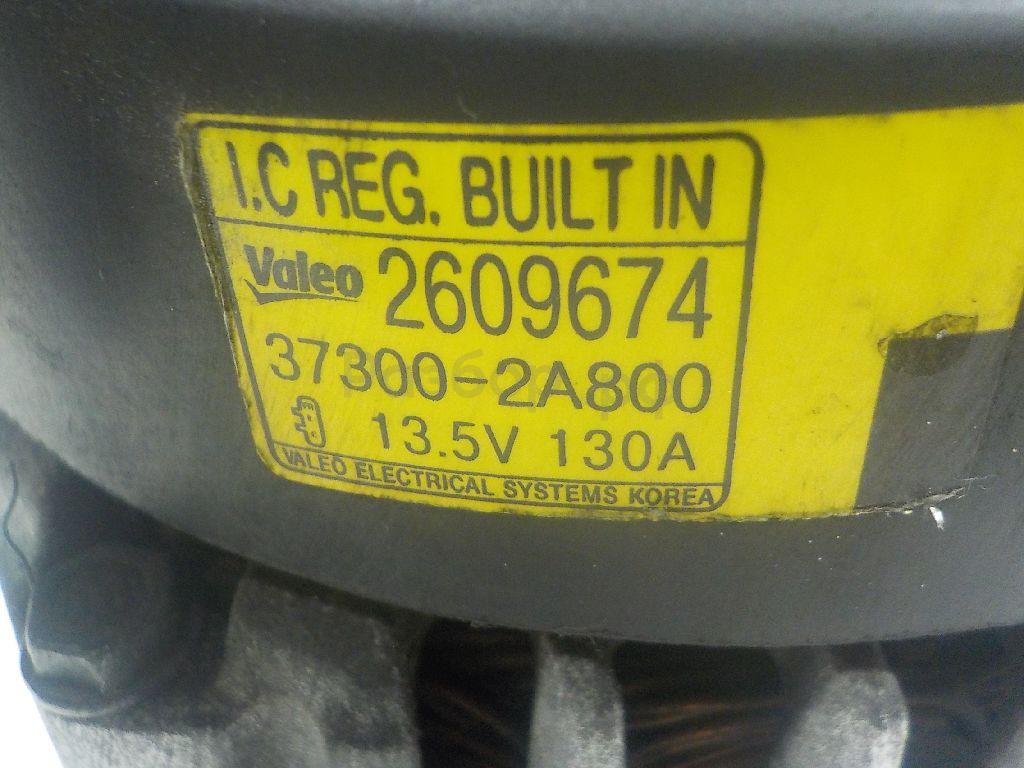 I.C REG. BUILT IN
Valeo 2609674
37300-2A800
13.5V 130A
VALEO ELECTRICAL SYSTEMS KOREA